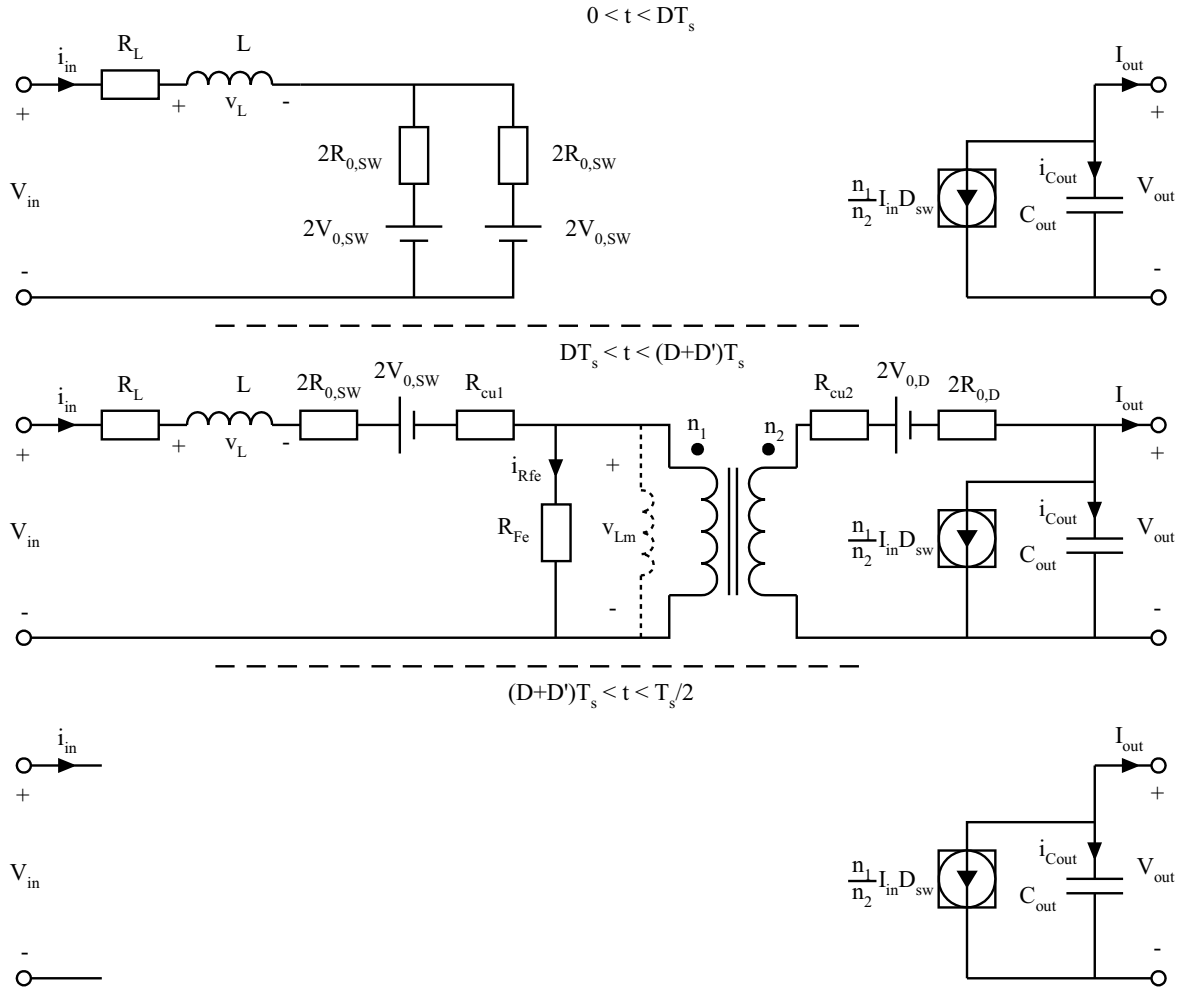 0 < t < DT_s
i_in
R_L
L
I_out
+
v_L
-
+
+
2R_0,SW
2R_0,SW
i_Cout
V_in
n_1/n_2 I_in D_sw
C_out
V_out
2V_0,SW
2V_0,SW
-
-
DT_s < t < (D+D')T_s
i_in
R_L
L
2R_0,SW
2V_0,SW
R_cu1
R_cu2
2V_0,D
2R_0,D
I_out
+
v_L
-
n_1
n_2
+
+
i_Rfe
+
i_Cout
V_in
R_Fe
v_Lm
n_1/n_2 I_in D_sw
C_out
V_out
-
-
-
(D+D')T_s < t < T_s/2
i_in
I_out
+
+
i_Cout
V_in
n_1/n_2 I_in D_sw
C_out
V_out
-
-